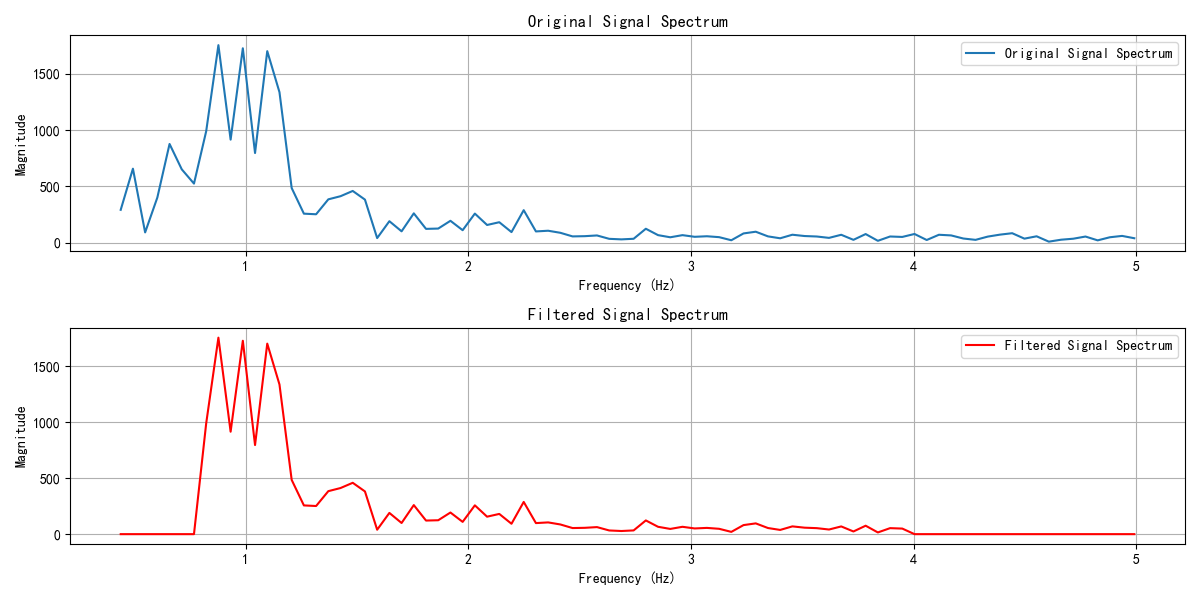 Original Signal Spectrum
Original Signal Spectrum
Magnitude
1500
1000
500
0
1 2 3 4 5
Frequency (Hz)
Filtered Signal Spectrum
Filtered Signal Spectrum
Magnitude
1500
1000
500
0
1 2 3 4 5
Frequency (Hz)